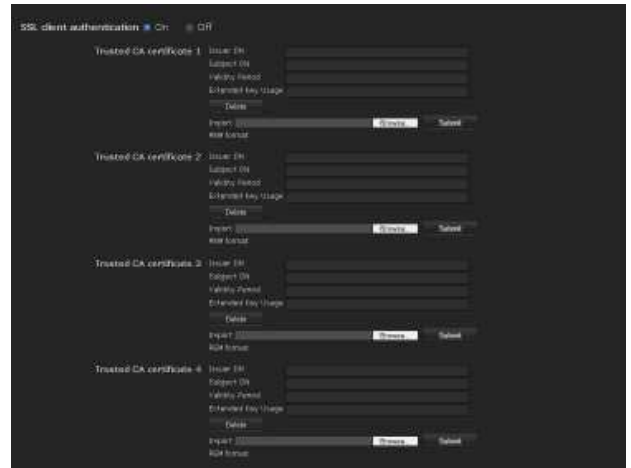 SSL client authentication On Off
Trusted CA certificate 1 Issuer DN
Subject DN
Validity Period
Extended Key Usage
Delete
Import Browse... Submit
PEM format
Trusted CA certificate 2 Issuer DN
Subject DN
Validity Period
Extended Key Usage
Delete
Import Browse... Submit
PEM format
Trusted CA certificate 3 Issuer DN
Subject DN
Validity Period
Extended Key Usage
Delete
Import Browse... Submit
PEM format
Trusted CA certificate 4 Issuer DN
Subject DN
Validity Period
Extended Key Usage
Delete
Import Browse... Submit
PEM format